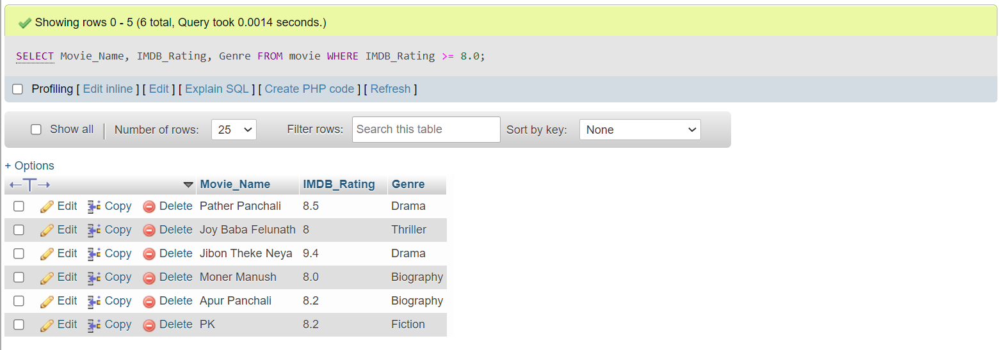 Showing rows 0 - 5 (6 total, Query took 0.0014 seconds.)
SELECT Movie_Name, IMDB_Rating, Genre FROM movie WHERE IMDB_Rating >= 8.0;
Profiling [ Edit inline ] [ Edit ] [ Explain SQL ] [ Create PHP code ] [ Refresh ]
Show all | Number of rows: 25 Filter rows: Search this table Sort by key: None
+ Options
←T→ Movie_Name IMDB_Rating Genre
Edit Copy Delete Pather Panchali 8.5 Drama
Edit Copy Delete Joy Baba Felunath 8 Thriller
Edit Copy Delete Jibon Theke Neya 9.4 Drama
Edit Copy Delete Moner Manush 8.0 Biography
Edit Copy Delete Apur Panchali 8.2 Biography
Edit Copy Delete PK 8.2 Fiction